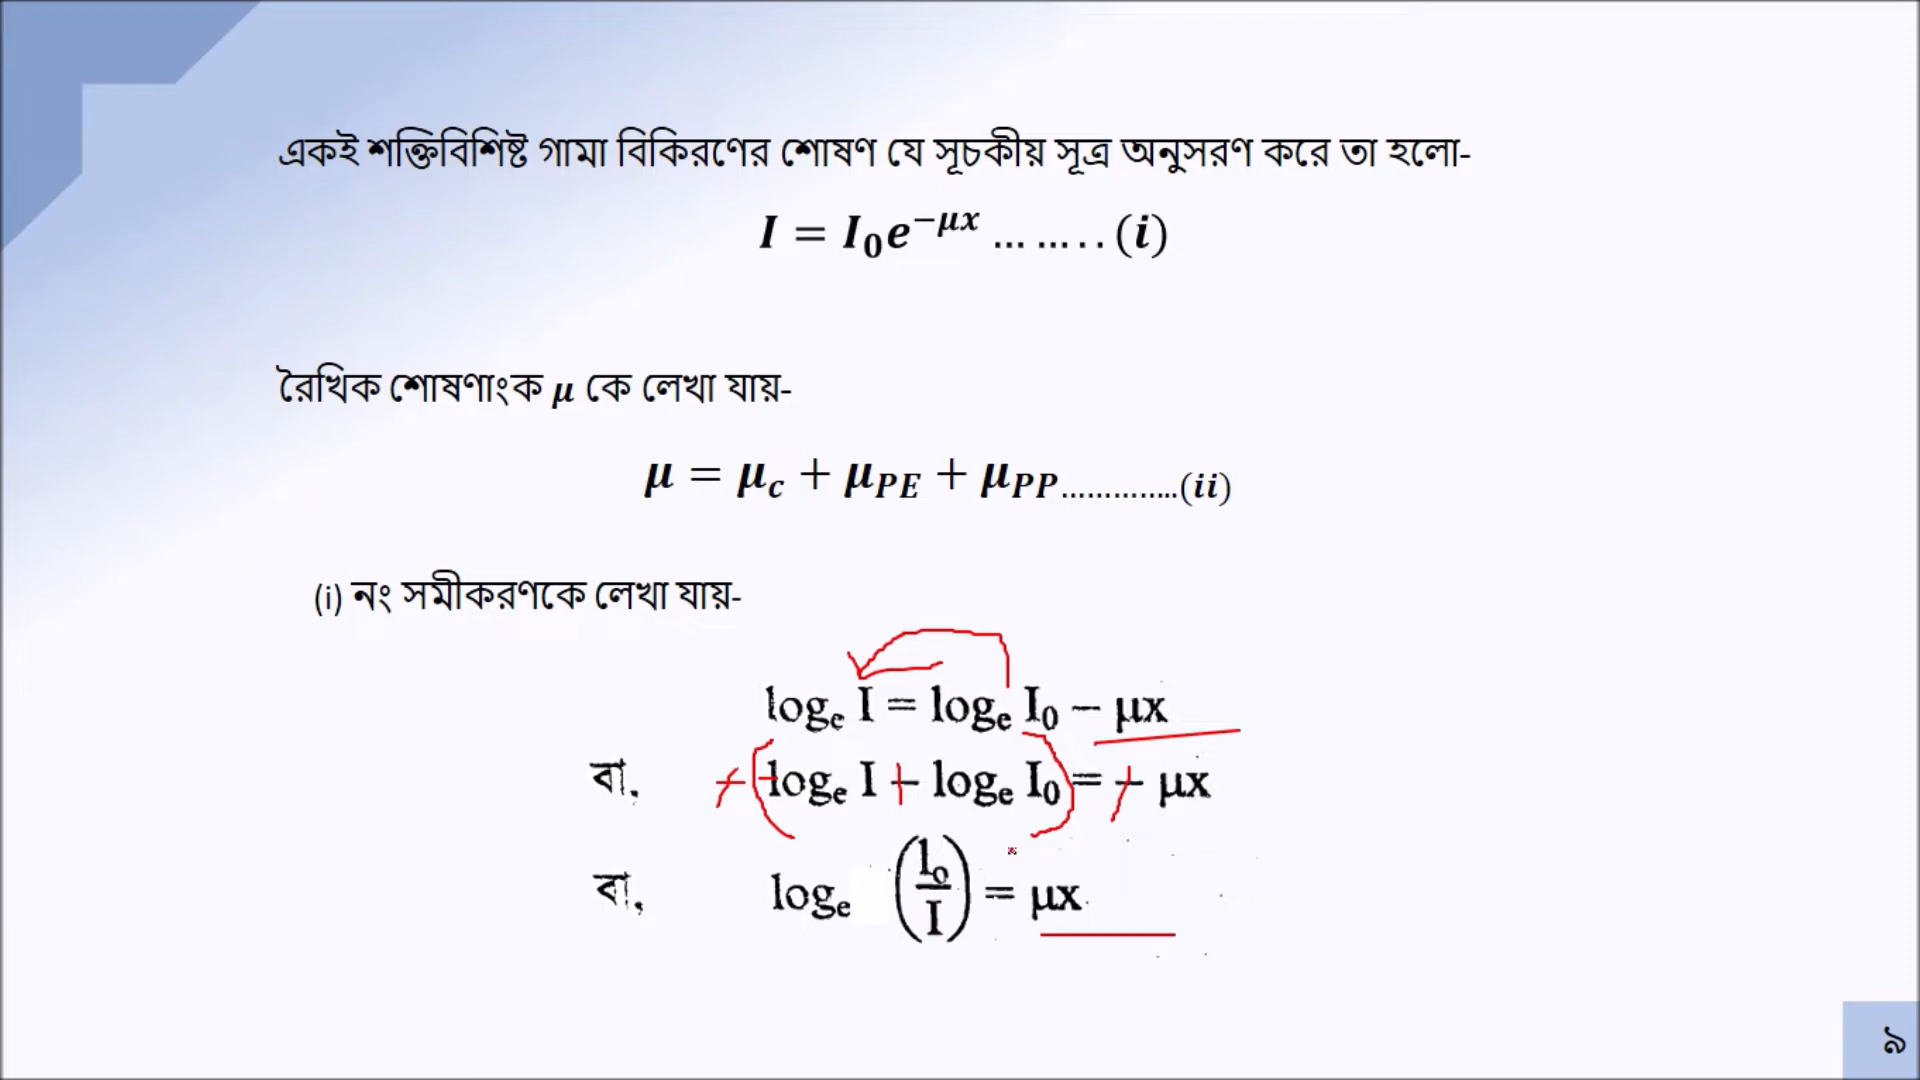 একই শক্তিবিশিষ্ট গামা বিকিরণের শোষণ যে সূচকীয় সূত্র অনুসরণ করে তা হলো-
I = I₀e^{-μx} … … . . (i)
রৈখিক শোষণাংক μ কে লেখা যায়-
μ = μ_c + μ_PE + μ_PP…………..(ii)
(i) নং সমীকরণকে লেখা যায়-
logₑ I = logₑ I₀ − μx
বা, logₑ I − logₑ I₀ = − μx
বা, logₑ (I₀/I) = μx
৯